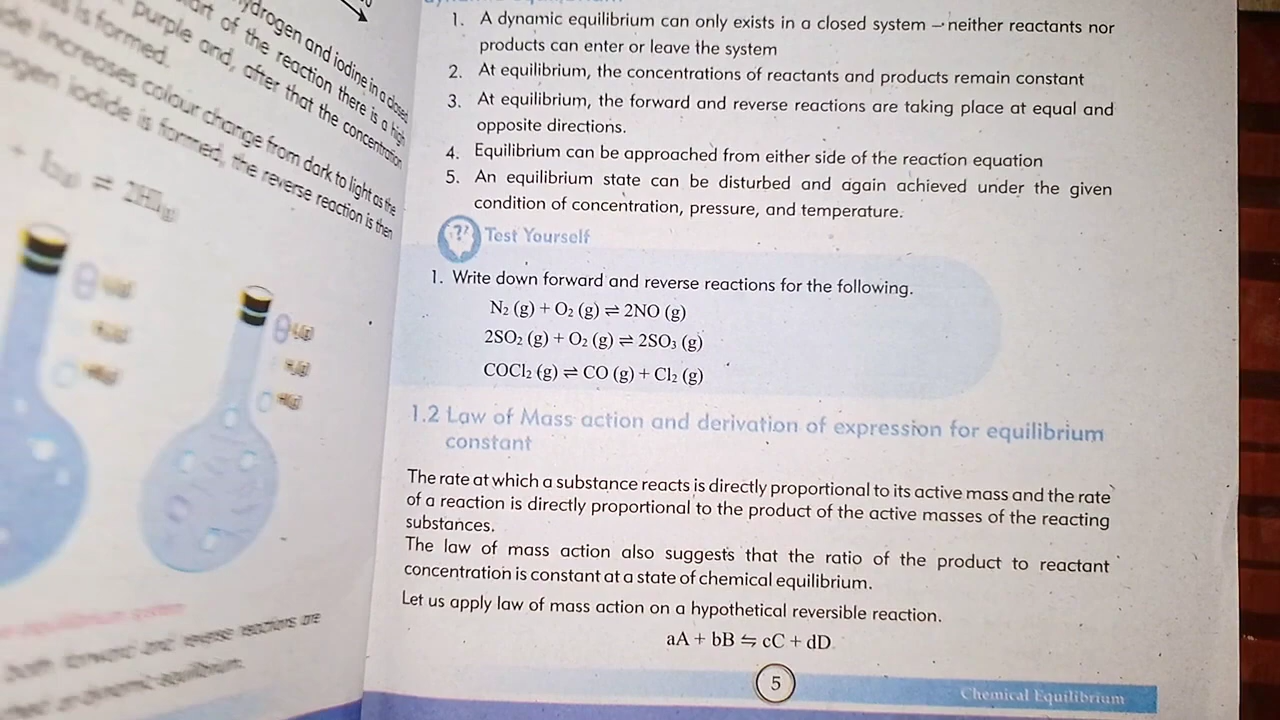 hydrogen and iodine in a closed
of the reaction there is a high
purple and, after that the concentration
is formed.
increases colour change from dark to light as the
iodide is formed, the reverse reaction is then
⇌ 2HI(g)
both forward and reverse reactions are
1. A dynamic equilibrium can only exists in a closed system – neither reactants nor
products can enter or leave the system
2. At equilibrium, the concentrations of reactants and products remain constant
3. At equilibrium, the forward and reverse reactions are taking place at equal and
opposite directions.
4. Equilibrium can be approached from either side of the reaction equation
5. An equilibrium state can be disturbed and again achieved under the given
condition of concentration, pressure, and temperature.
Test Yourself
1. Write down forward and reverse reactions for the following.
N₂ (g) + O₂ (g) ⇌ 2NO (g)
2SO₂ (g) + O₂ (g) ⇌ 2SO₃ (g)
COCl₂ (g) ⇌ CO (g) + Cl₂ (g)
1.2 Law of Mass action and derivation of expression for equilibrium
constant
The rate at which a substance reacts is directly proportional to its active mass and the rate
of a reaction is directly proportional to the product of the active masses of the reacting
substances.
The law of mass action also suggests that the ratio of the product to reactant
concentration is constant at a state of chemical equilibrium.
Let us apply law of mass action on a hypothetical reversible reaction.
aA + bB ⇋ cC + dD
5
Chemical Equilibrium